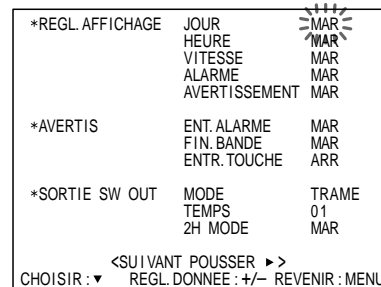 *REGL.AFFICHAGE JOUR MAR
HEURE MAR
VITESSE MAR
ALARME MAR
AVERTISSEMENT MAR
*AVERTIS ENT.ALARME MAR
FIN.BANDE MAR
ENTR.TOUCHE ARR
*SORTIE SW OUT MODE TRAME
TEMPS 01
2H MODE MAR
<SUIVANT POUSSER ►>
CHOISIR:▼ REGL.DONNEE:+/– REVENIR:MENU